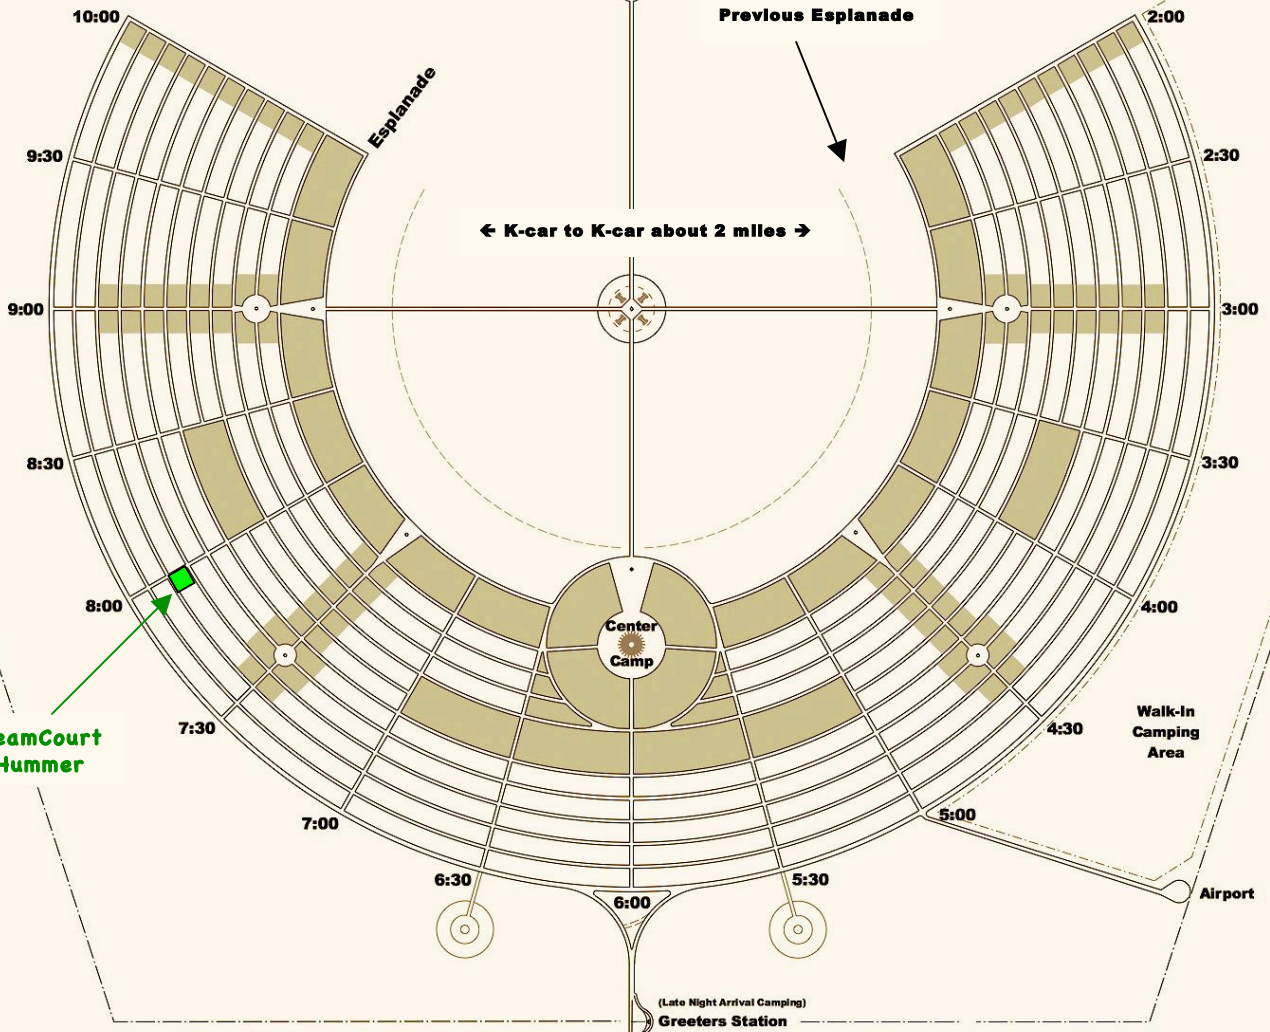 10:00
Previous Esplanade
2:00
Esplanade
9:30
2:30
← K-car to K-car about 2 miles →
9:00
3:00
8:30
3:30
8:00
4:00
Center
Camp
7:30
4:30
Walk-In
Camping
Area
eamCourt
Hummer
7:00
5:00
6:30
5:30
6:00
Airport
(Late Night Arrival Camping)
Greeters Station